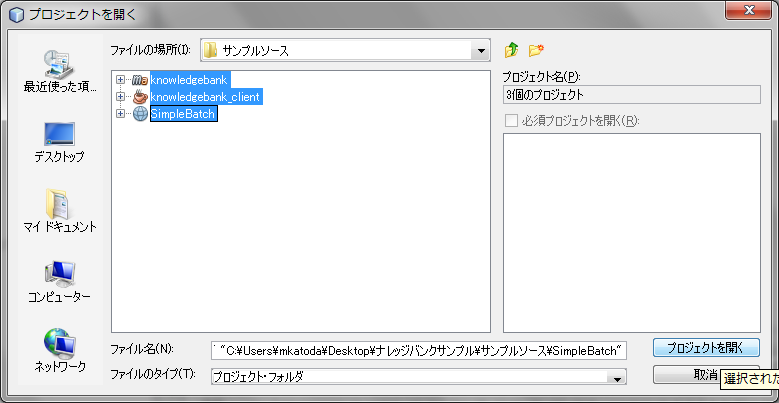 プロジェクトを開く
ファイルの場所(I):
サンプルソース
最近使った項...
デスクトップ
マイ ドキュメント
コンピューター
ネットワーク
knowledgebank
knowledgebank_client
SimpleBatch
プロジェクト名(P):
3個のプロジェクト
必須プロジェクトを開く(R):
ファイル名(N):
"C:¥Users¥mkatoda¥Desktop¥ナレッジバンクサンプル¥サンプルソース¥SimpleBatch"
プロジェクトを開く
ファイルのタイプ(T):
プロジェクト・フォルダ
取消
選択された